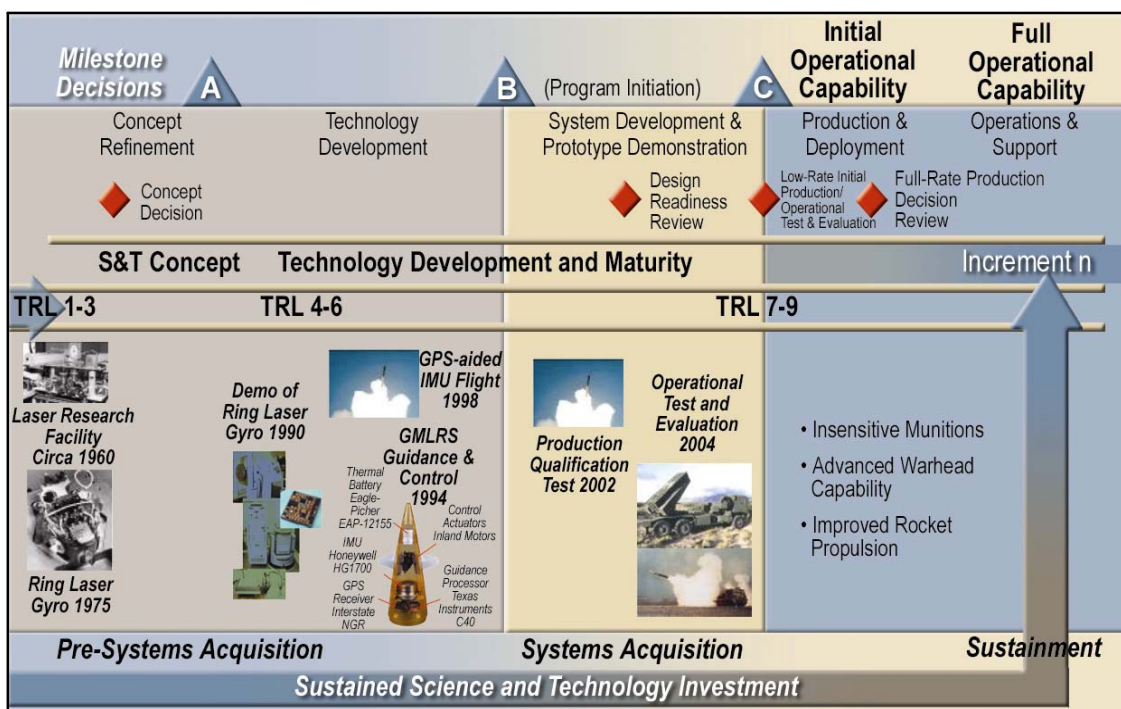 Milestone
Decisions
A
B
(Program Initiation)
C
Initial
Operational
Capability
Full
Operational
Capability
Concept
Refinement
Technology
Development
System Development &
Prototype Demonstration
Production &
Deployment
Operations &
Support
Concept
Decision
Design
Readiness
Review
Low-Rate Initial
Production/
Operational
Test & Evaluation
Full-Rate Production
Decision
Review
S&T Concept
Technology Development and Maturity
Increment n
TRL 1-3
TRL 4-6
TRL 7-9
Laser Research
Facility
Circa 1960
Ring Laser
Gyro 1975
Demo of
Ring Laser
Gyro 1990
GPS-aided
IMU Flight
1998
GMLRS
Guidance &
Control
1994
Thermal
Battery
Eagle-
Picher
EAP-12155
IMU
Honeywell
HG1700
GPS
Receiver
Interstate
NGR
Control
Actuators
Inland Motors
Guidance
Processor
Texas
Instruments
C40
Production
Qualification
Test 2002
Operational
Test and
Evaluation
2004
• Insensitive Munitions
• Advanced Warhead
Capability
• Improved Rocket
Propulsion
Pre-Systems Acquisition
Systems Acquisition
Sustainment
Sustained Science and Technology Investment